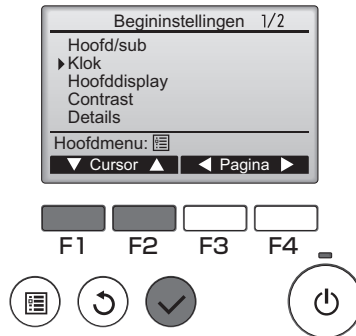 Begininstellingen 1/2
Hoofd/sub
Klok
Hoofddisplay
Contrast
Details
Hoofdmenu:
Cursor Pagina
F1 F2 F3 F4